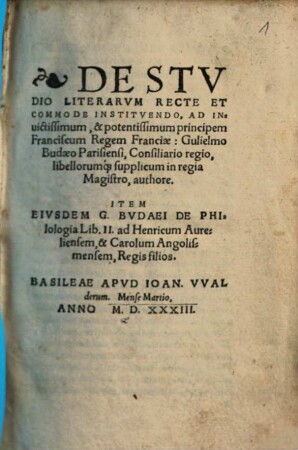 1
DE STV
DIO LITERARVM RECTE ET
COMMODE INSTITVENDO, AD IN-
uictissimum, & potentissimum principem
Franciscum Regem Franciæ: Gulielmo
Budæo Parisiensi, Consiliario regio,
libellorumq; supplicum in regia
Magistro, authore.
ITEM
EIVSDEM G. BVDAEI DE PHI-
lologia Lib. II. ad Henricum Aure-
liensem, & Carolum Angolis-
mensem, Regis filios.
BASILEAE APVD IOAN. VVAL
derum. Mense Martio,
ANNO M. D. XXXIII.